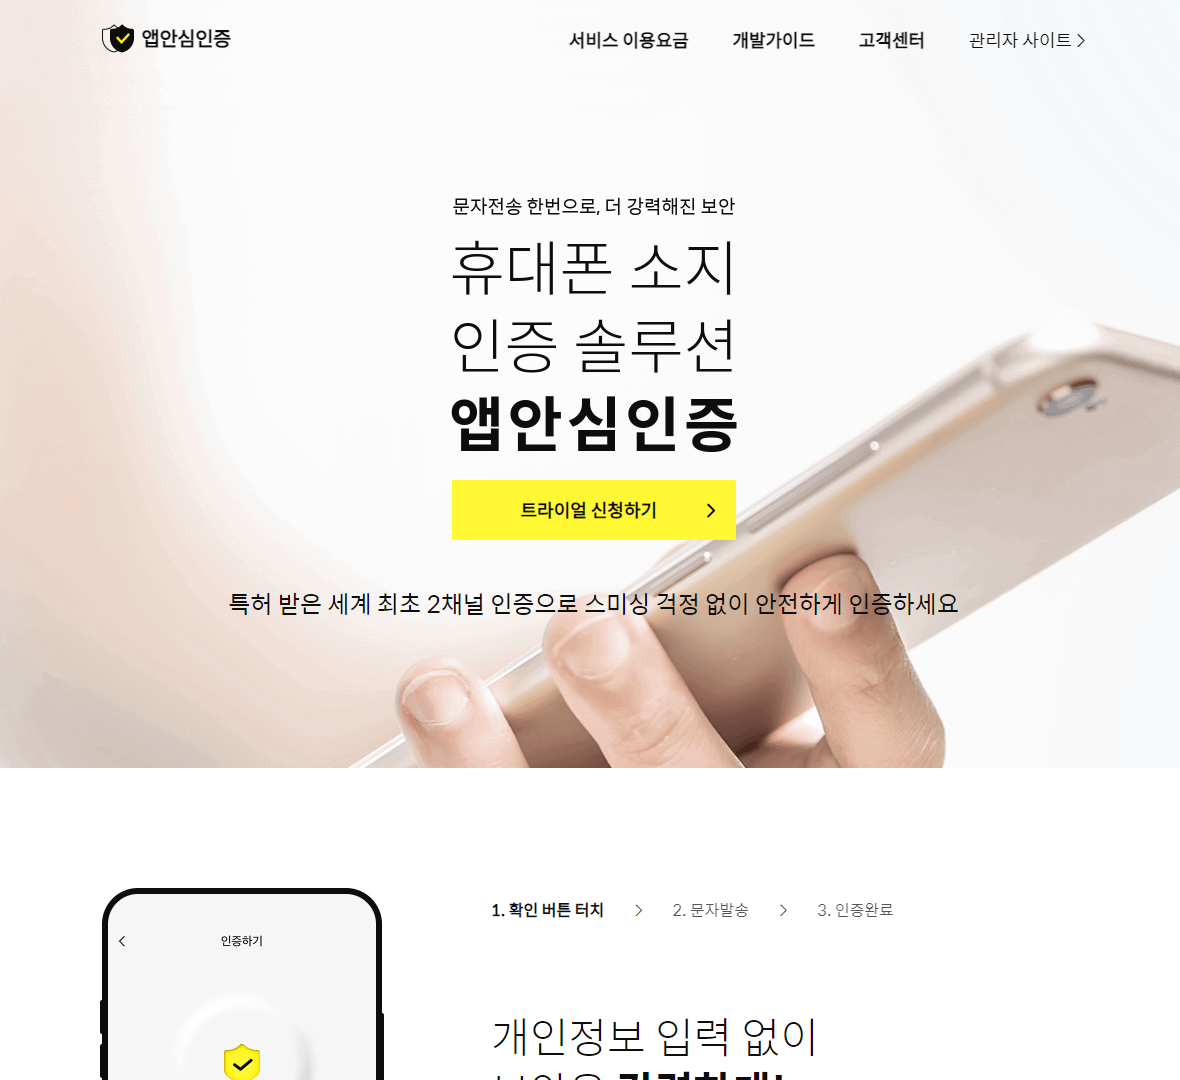 앱안심인증
서비스 이용요금
개발가이드
고객센터
관리자 사이트
문자전송 한번으로, 더 강력해진 보안
휴대폰 소지
인증 솔루션
앱안심인증
트라이얼 신청하기
특허 받은 세계 최초 2채널 인증으로 스미싱 걱정 없이 안전하게 인증하세요
1. 확인 버튼 터치
2. 문자발송
3. 인증완료
인증하기
개인정보 입력 없이